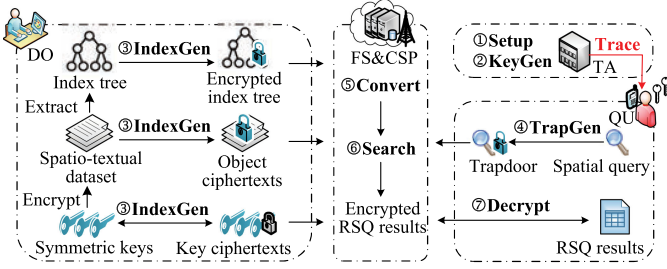 DO
③IndexGen
Index tree
Encrypted
index tree
Extract
③IndexGen
Spatio-textual
dataset
Object
ciphertexts
Encrypt
③IndexGen
Symmetric keys
Key ciphertexts
FS&CSP
⑤Convert
⑥Search
Encrypted
RSQ results
①Setup
②KeyGen
TA
Trace
QU
④TrapGen
Trapdoor
Spatial query
⑦Decrypt
RSQ results